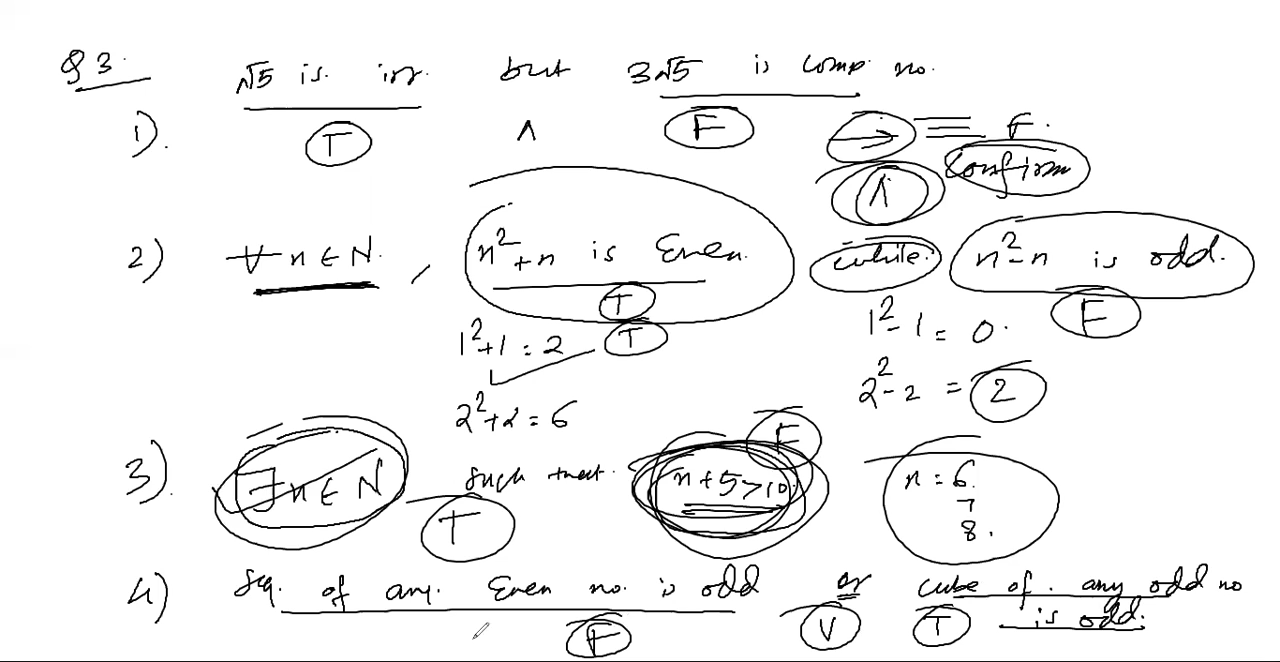 Q 3. √5 is irr. but 3√5 is comp. no.
1). T ∧ F → ≡ F.
∧ Confirm
2) ∀ n ∈ N, n²+n is Even. while n²-n is odd.
T F
1²+1 = 2 T 1²-1 = 0.
2²+2 = 6 2²-2 = 2
3). ∃ n ∈ N such that n+5>10. F n = 6.
T 7
8.
4) Sq. of any. Even no. is odd or cube of. any odd no
F V T is odd.